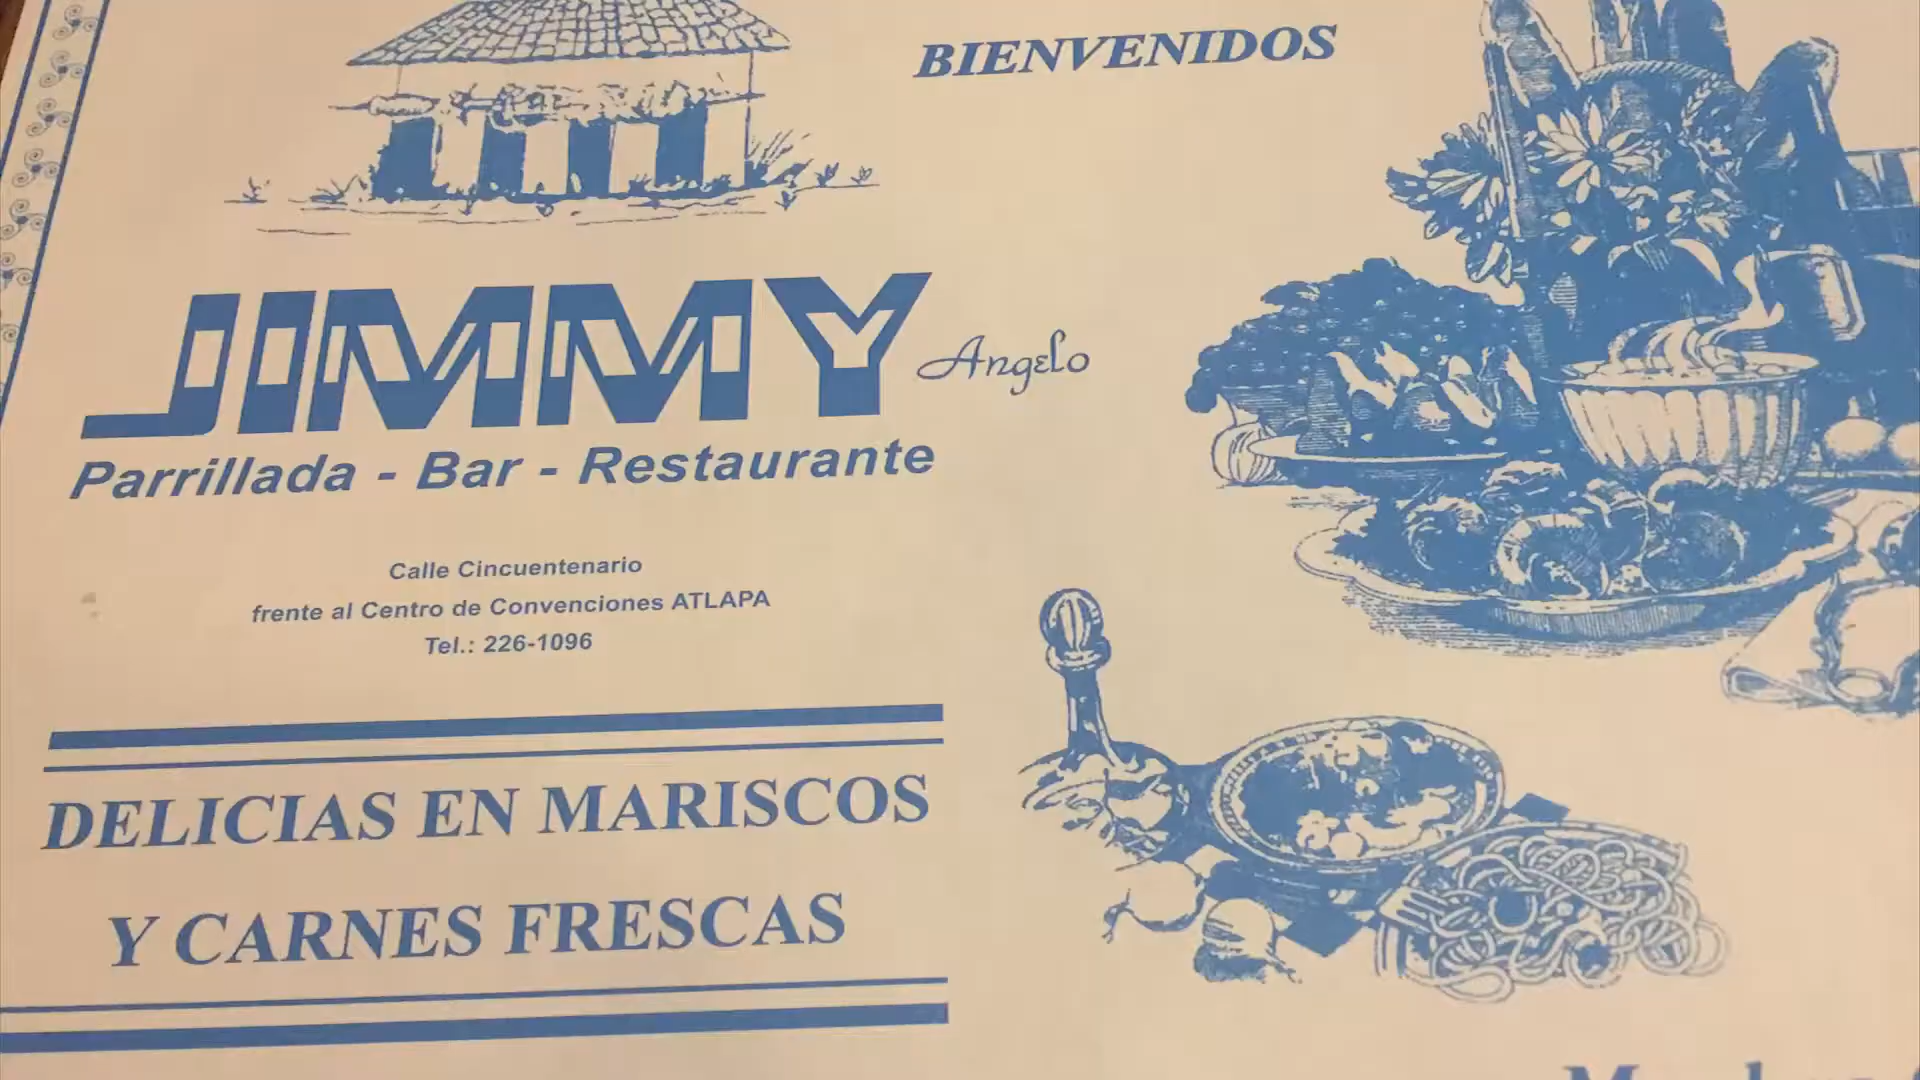 BIENVENIDOS
JIMMY Angelo
Parrillada - Bar - Restaurante
Calle Cincuentenario
frente al Centro de Convenciones ATLAPA
Tel.: 226-1096
DELICIAS EN MARISCOS
Y CARNES FRESCAS